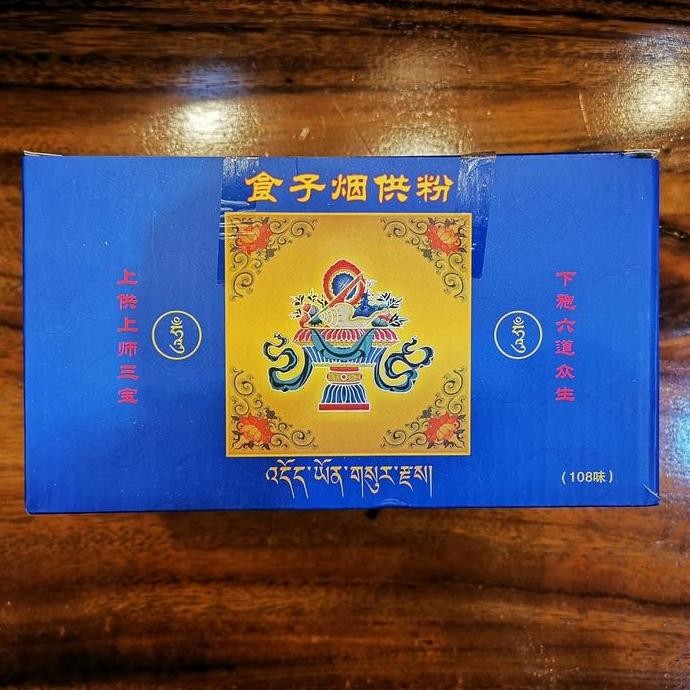 盒子烟供粉
上供上师三宝
下施六道众生
འདོད་ཡོན་གསུར་རྫས།
(108味)